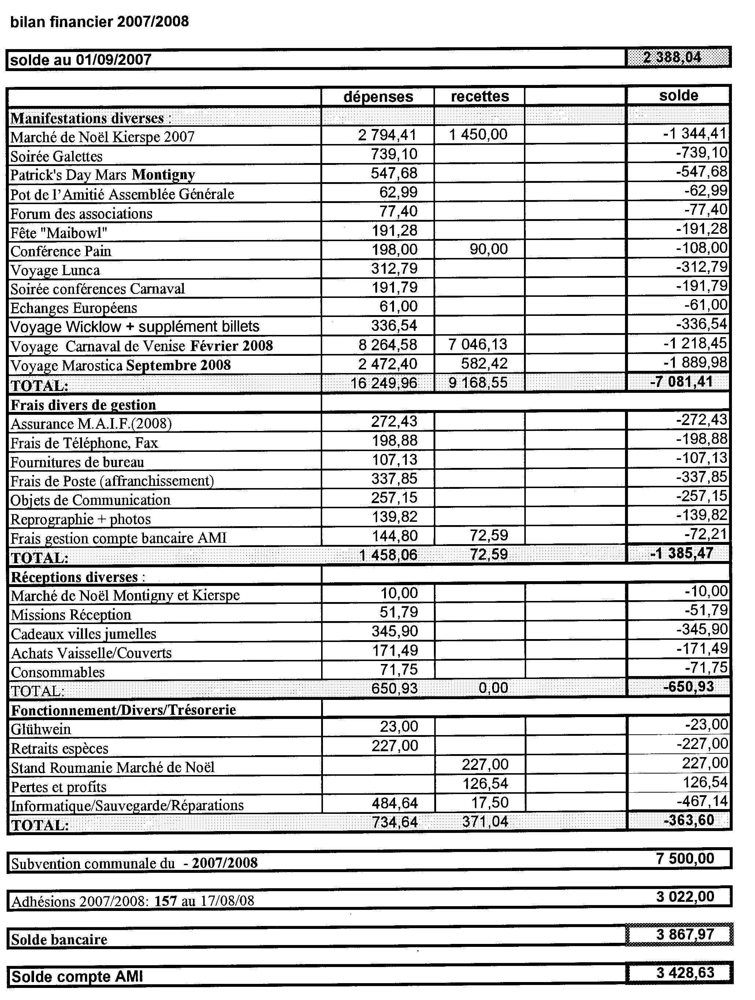 bilan financier 2007/2008
solde au 01/09/2007 2 388,04
dépenses recettes solde
Manifestations diverses :
Marché de Noël Kierspe 2007 2 794,41 1 450,00 -1 344,41
Soirée Galettes 739,10 -739,10
Patrick's Day Mars Montigny 547,68 -547,68
Pot de l'Amitié Assemblée Générale 62,99 -62,99
Forum des associations 77,40 -77,40
Fête "Maibowl" 191,28 -191,28
Conférence Pain 198,00 90,00 -108,00
Voyage Lunca 312,79 -312,79
Soirée conférences Carnaval 191,79 -191,79
Echanges Européens 61,00 -61,00
Voyage Wicklow + supplément billets 336,54 -336,54
Voyage Carnaval de Venise Février 2008 8 264,58 7 046,13 -1 218,45
Voyage Marostica Septembre 2008 2 472,40 582,42 -1 889,98
TOTAL: 16 249,96 9 168,55 -7 081,41
Frais divers de gestion
Assurance M.A.I.F.(2008) 272,43 -272,43
Frais de Téléphone, Fax 198,88 -198,88
Fournitures de bureau 107,13 -107,13
Frais de Poste (affranchissement) 337,85 -337,85
Objets de Communication 257,15 -257,15
Reprographie + photos 139,82 -139,82
Frais gestion compte bancaire AMI 144,80 72,59 -72,21
TOTAL: 1 458,06 72,59 -1 385,47
Réceptions diverses :
Marché de Noël Montigny et Kierspe 10,00 -10,00
Missions Réception 51,79 -51,79
Cadeaux villes jumelles 345,90 -345,90
Achats Vaisselle/Couverts 171,49 -171,49
Consommables 71,75 -71,75
TOTAL: 650,93 0,00 -650,93
Fonctionnement/Divers/Trésorerie
Glühwein 23,00 -23,00
Retraits espèces 227,00 -227,00
Stand Roumanie Marché de Noël 227,00 227,00
Pertes et profits 126,54 126,54
Informatique/Sauvegarde/Réparations 484,64 17,50 -467,14
TOTAL: 734,64 371,04 -363,60
Subvention communale du - 2007/2008 7 500,00
Adhésions 2007/2008: 157 au 17/08/08 3 022,00
Solde bancaire 3 867,97
Solde compte AMI 3 428,63